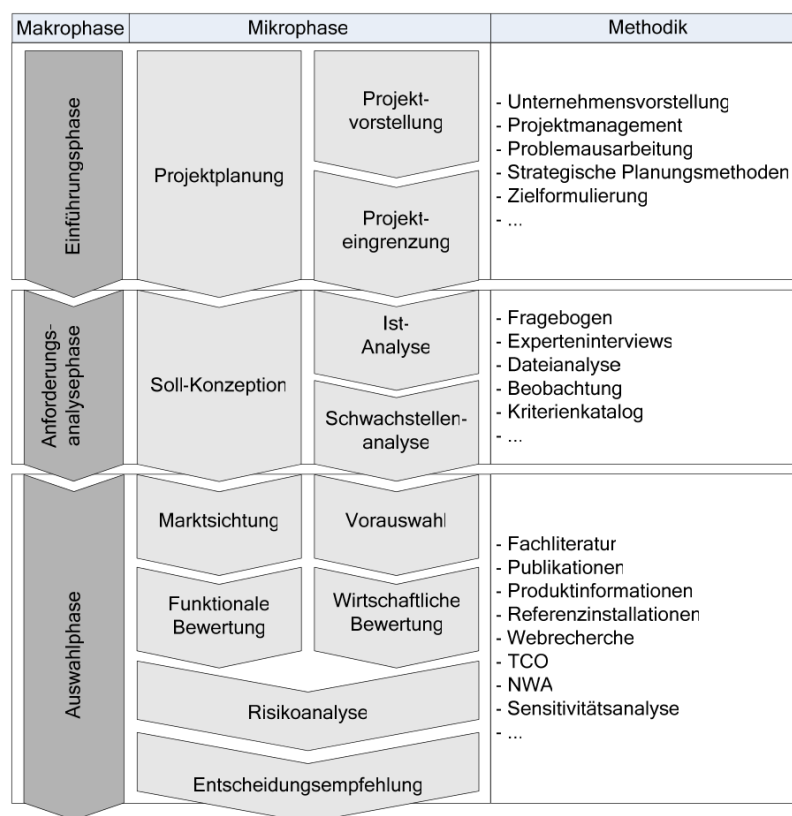 Makrophase
Mikrophase
Methodik
Einführungsphase
Projektplanung
Projekt-
vorstellung
Projekt-
eingrenzung
- Unternehmensvorstellung
- Projektmanagement
- Problemausarbeitung
- Strategische Planungsmethoden
- Zielformulierung
- ...
Anforderungs-
analysephase
Soll-Konzeption
Ist-
Analyse
Schwachstellen-
analyse
- Fragebogen
- Experteninterviews
- Dateianalyse
- Beobachtung
- Kriterienkatalog
- ...
Auswahlphase
Marktsichtung
Vorauswahl
Funktionale
Bewertung
Wirtschaftliche
Bewertung
Risikoanalyse
Entscheidungsempfehlung
- Fachliteratur
- Publikationen
- Produktinformationen
- Referenzinstallationen
- Webrecherche
- TCO
- NWA
- Sensitivitätsanalyse
- ...